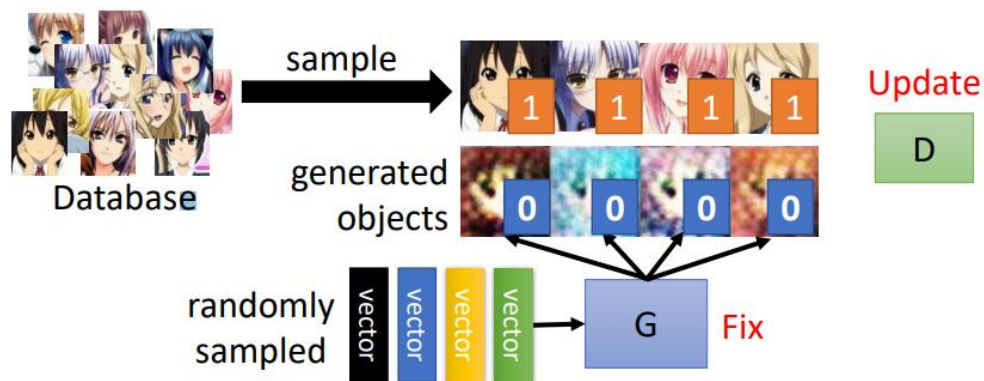 sample
Database
1 1 1 1
Update
D
generated
objects
0 0 0 0
randomly
sampled
vector vector vector vector
G
Fix